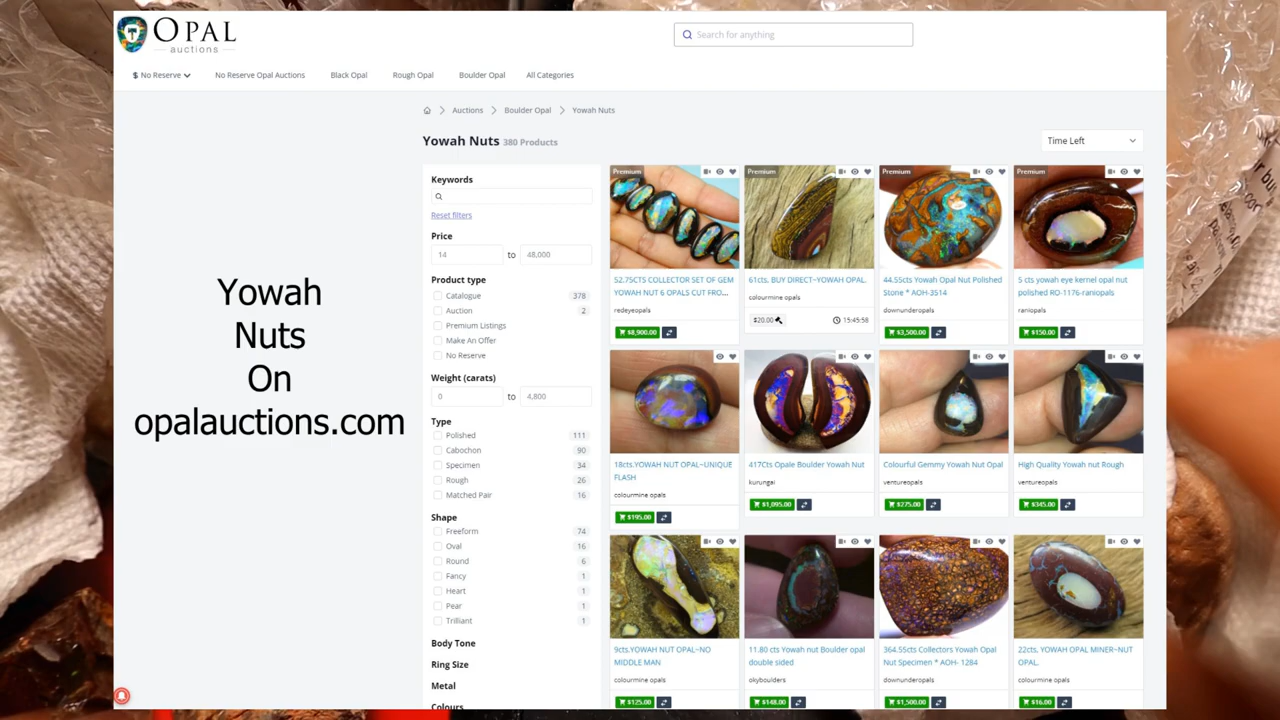 OPAL
auctions
Search for anything
$ No Reserve
No Reserve Opal Auctions
Black Opal
Rough Opal
Boulder Opal
All Categories
Auctions
Boulder Opal
Yowah Nuts
Yowah Nuts 380 Products
Time Left
Yowah
Nuts
On
opalauctions.com
Keywords
Reset filters
Price
14 to 48,000
Product type
Catalogue 378
Auction 2
Premium Listings
Make An Offer
No Reserve
Weight (carats)
0 to 4,800
Type
Polished 111
Cabochon 90
Specimen 34
Rough 26
Matched Pair 16
Shape
Freeform 74
Oval 16
Round 6
Fancy 1
Heart 1
Pear 1
Trilliant 1
Body Tone
Ring Size
Metal
Colours
Premium
52.75CTS COLLECTOR SET OF GEM
YOWAH NUT 6 OPALS CUT FRO...
redeyeopals
$8,900.00
Premium
61cts, BUY DIRECT~YOWAH OPAL.
colourmine opals
$20.00
15:45:58
Premium
44.55cts Yowah Opal Nut Polished
Stone * AOH-3514
downunderopals
$3,500.00
Premium
5 cts yowah eye kernel opal nut
polished RO-1176-raniopals
raniopals
$150.00
18cts.YOWAH NUT OPAL~UNIQUE
FLASH
colourmine opals
$195.00
417Cts Opale Boulder Yowah Nut
kurungai
$1,095.00
Colourful Gemmy Yowah Nut Opal
ventureopals
$275.00
High Quality Yowah nut Rough
ventureopals
$345.00
9cts.YOWAH NUT OPAL~NO
MIDDLE MAN
colourmine opals
$125.00
11.80 cts Yowah nut Boulder opal
double sided
okyboulders
$148.00
364.55cts Collectors Yowah Opal
Nut Specimen * AOH- 1284
downunderopals
$1,500.00
22cts, YOWAH OPAL MINER~NUT
OPAL.
colourmine opals
$16.00